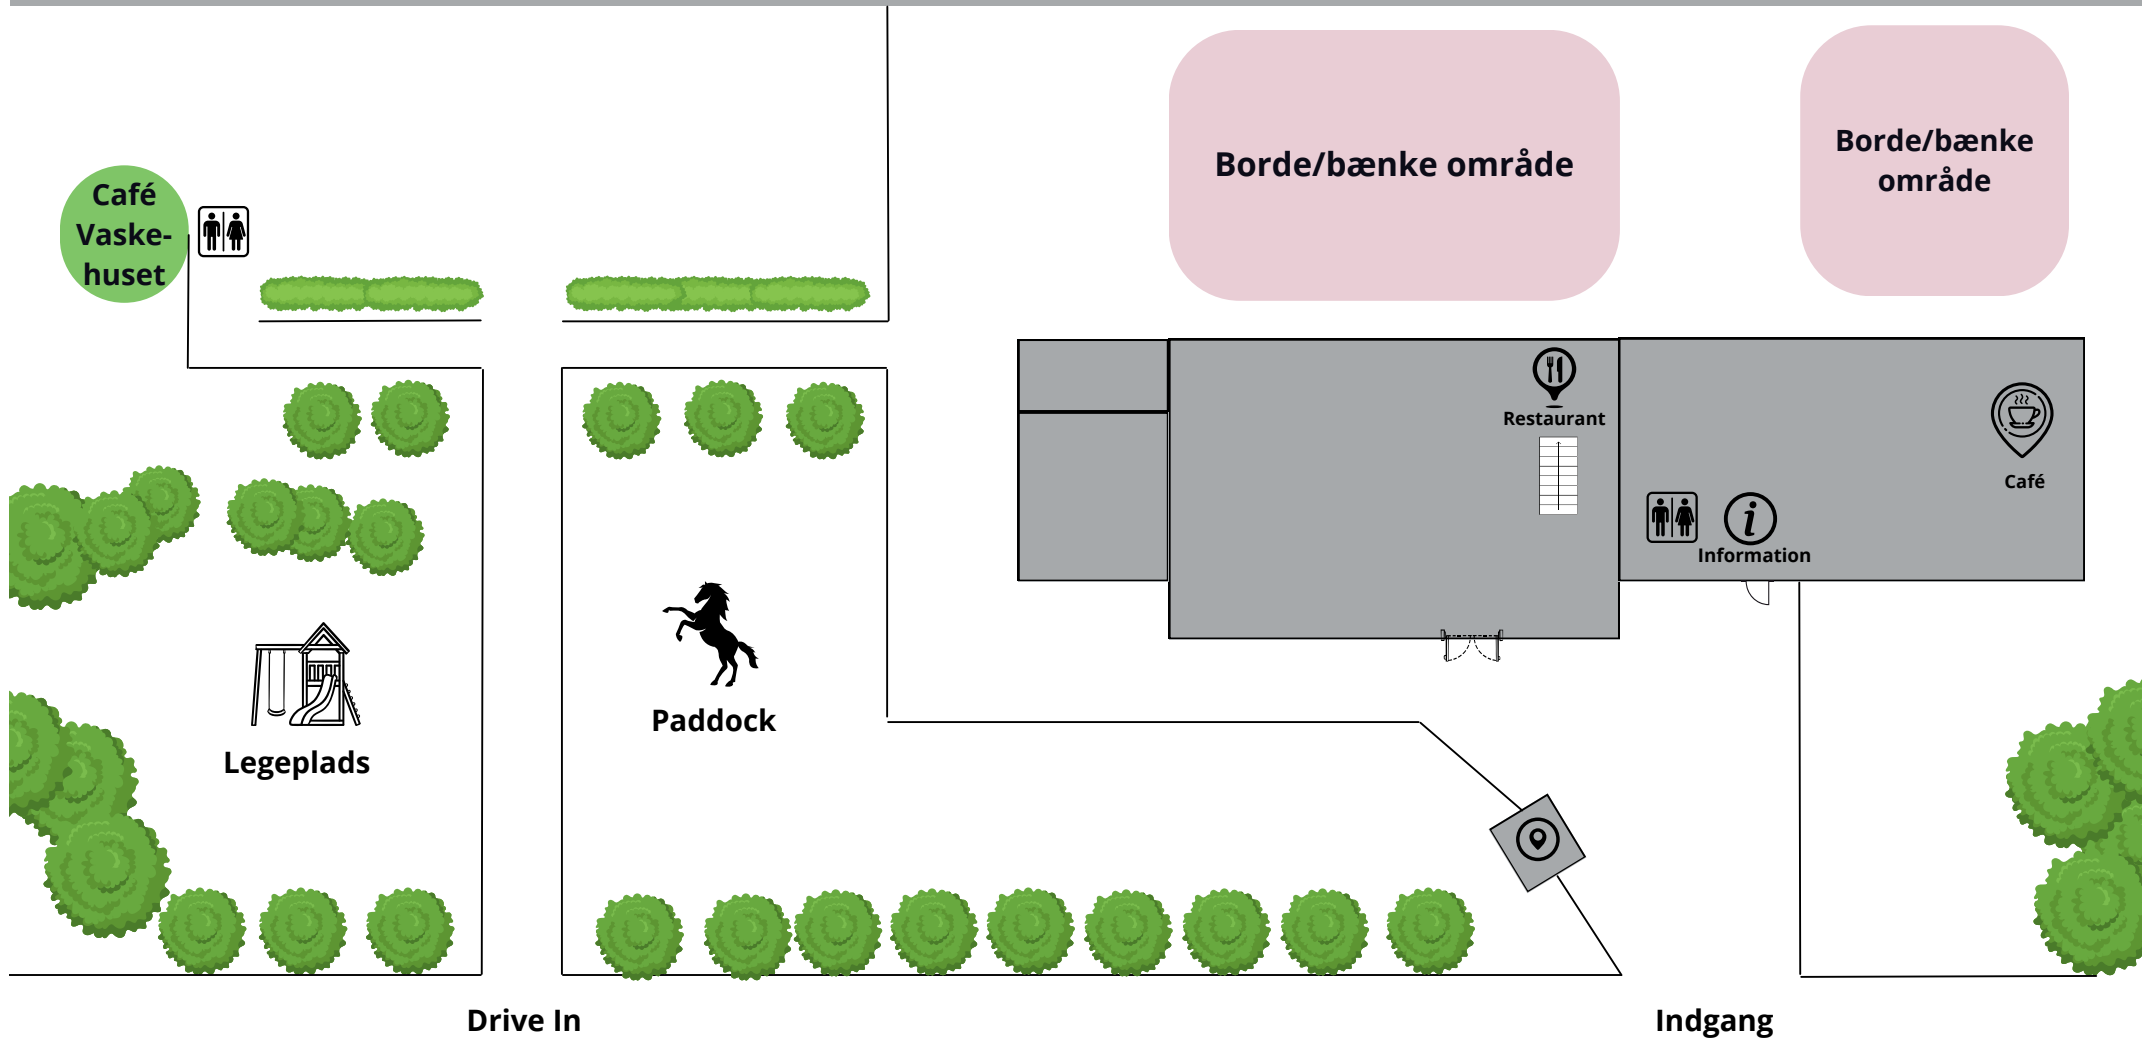 Borde/bænke område
Borde/bænke
område
Café
Vaske-
huset
Restaurant
Café
Information
Paddock
Legeplads
Drive In
Indgang